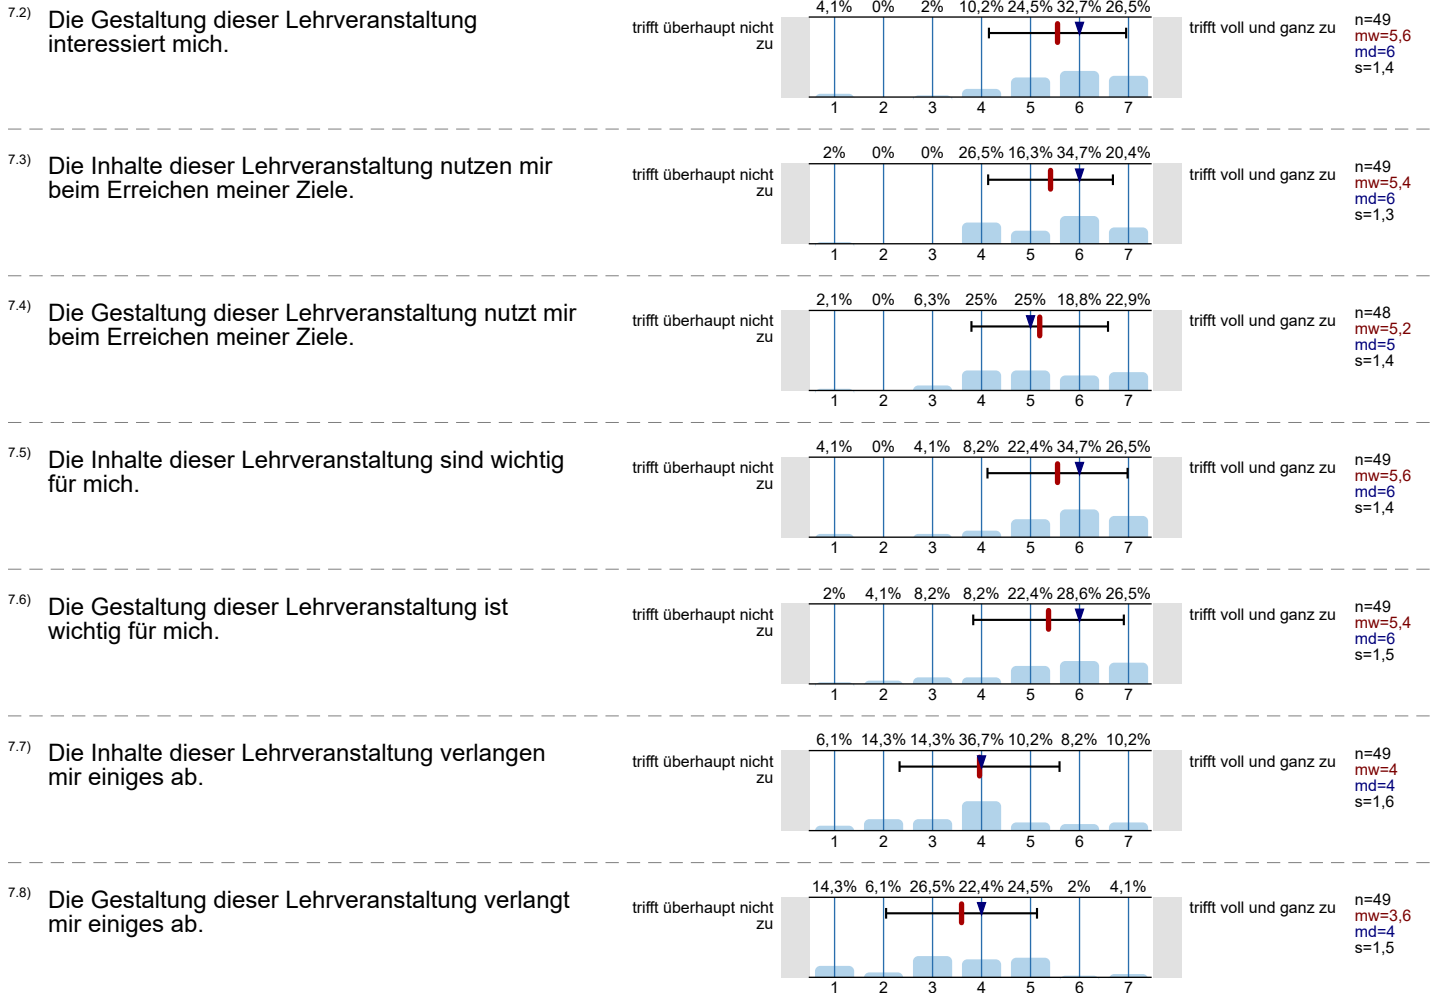 7.2) Die Gestaltung dieser Lehrveranstaltung
interessiert mich.
trifft überhaupt nicht
zu
4,1% 0% 2% 10,2% 24,5% 32,7% 26,5%
1 2 3 4 5 6 7
trifft voll und ganz zu
n=49
mw=5,6
md=6
s=1,4
7.3) Die Inhalte dieser Lehrveranstaltung nutzen mir
beim Erreichen meiner Ziele.
trifft überhaupt nicht
zu
2% 0% 0% 26,5% 16,3% 34,7% 20,4%
1 2 3 4 5 6 7
trifft voll und ganz zu
n=49
mw=5,4
md=6
s=1,3
7.4) Die Gestaltung dieser Lehrveranstaltung nutzt mir
beim Erreichen meiner Ziele.
trifft überhaupt nicht
zu
2,1% 0% 6,3% 25% 25% 18,8% 22,9%
1 2 3 4 5 6 7
trifft voll und ganz zu
n=48
mw=5,2
md=5
s=1,4
7.5) Die Inhalte dieser Lehrveranstaltung sind wichtig
für mich.
trifft überhaupt nicht
zu
4,1% 0% 4,1% 8,2% 22,4% 34,7% 26,5%
1 2 3 4 5 6 7
trifft voll und ganz zu
n=49
mw=5,6
md=6
s=1,4
7.6) Die Gestaltung dieser Lehrveranstaltung ist
wichtig für mich.
trifft überhaupt nicht
zu
2% 4,1% 8,2% 8,2% 22,4% 28,6% 26,5%
1 2 3 4 5 6 7
trifft voll und ganz zu
n=49
mw=5,4
md=6
s=1,5
7.7) Die Inhalte dieser Lehrveranstaltung verlangen
mir einiges ab.
trifft überhaupt nicht
zu
6,1% 14,3% 14,3% 36,7% 10,2% 8,2% 10,2%
1 2 3 4 5 6 7
trifft voll und ganz zu
n=49
mw=4
md=4
s=1,6
7.8) Die Gestaltung dieser Lehrveranstaltung verlangt
mir einiges ab.
trifft überhaupt nicht
zu
14,3% 6,1% 26,5% 22,4% 24,5% 2% 4,1%
1 2 3 4 5 6 7
trifft voll und ganz zu
n=49
mw=3,6
md=4
s=1,5